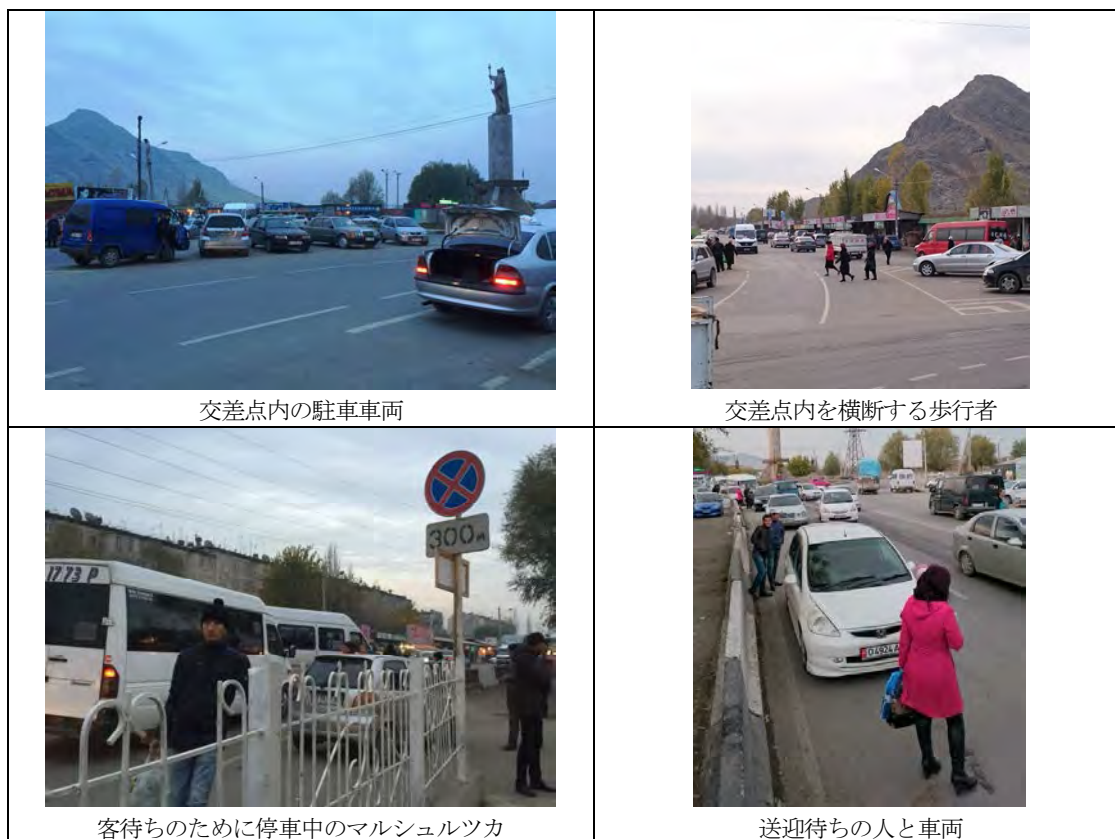 交差点内の駐車車両
交差点内を横断する歩行者
17.73 P
300м
客待ちのために停車中のマルシュルツカ
送迎待ちの人と車両